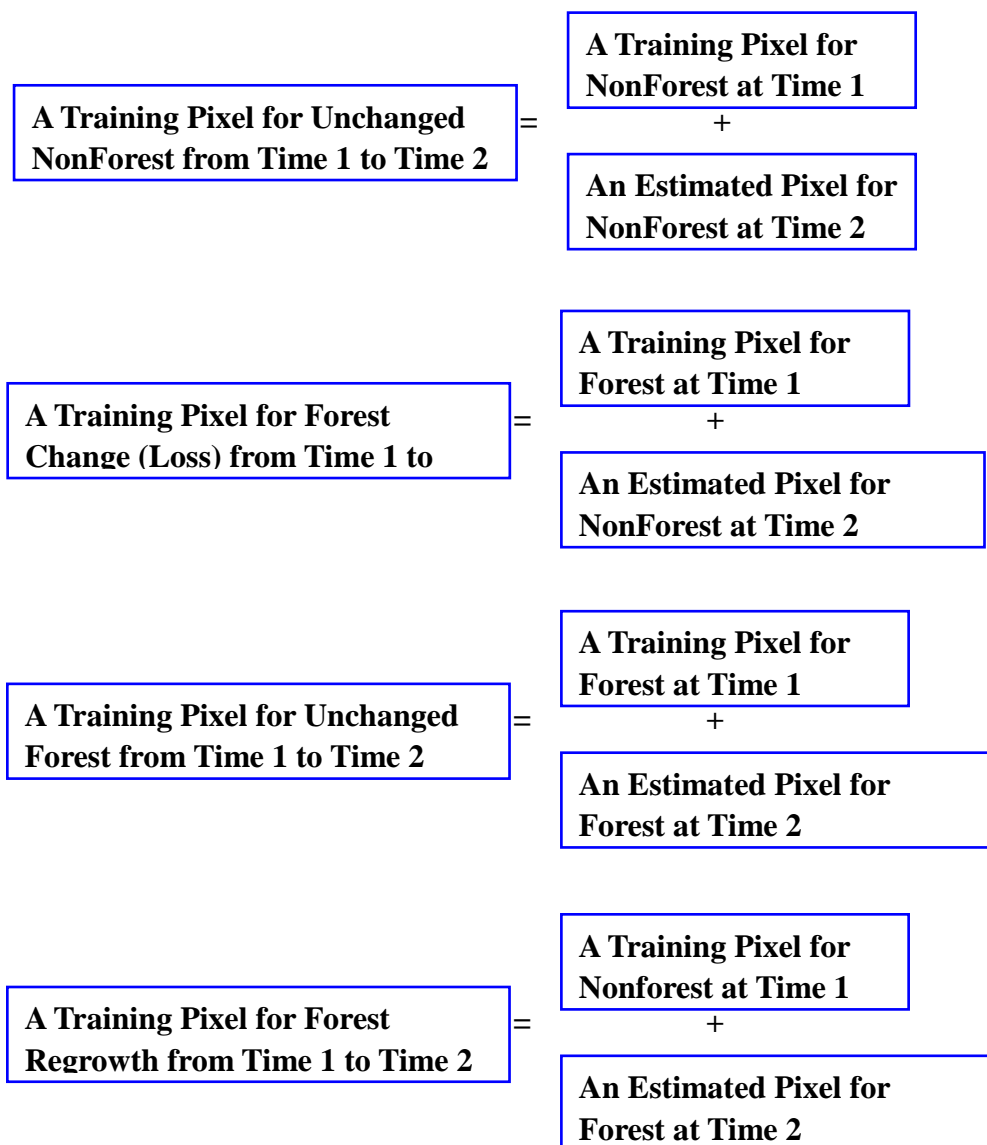 A Training Pixel for
NonForest at Time 1
A Training Pixel for Unchanged
NonForest from Time 1 to Time 2
=
+
An Estimated Pixel for
NonForest at Time 2
A Training Pixel for
Forest at Time 1
A Training Pixel for Forest
Change (Loss) from Time 1 to
=
+
An Estimated Pixel for
NonForest at Time 2
A Training Pixel for
Forest at Time 1
A Training Pixel for Unchanged
Forest from Time 1 to Time 2
=
+
An Estimated Pixel for
Forest at Time 2
A Training Pixel for
Nonforest at Time 1
A Training Pixel for Forest
Regrowth from Time 1 to Time 2
=
+
An Estimated Pixel for
Forest at Time 2